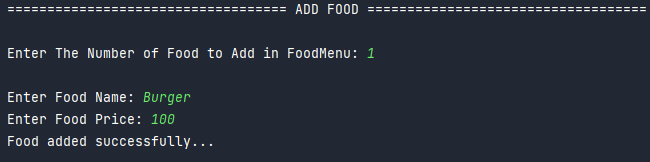 =================================== ADD FOOD ===================================
Enter The Number of Food to Add in FoodMenu: 1
Enter Food Name: Burger
Enter Food Price: 100
Food added successfully...